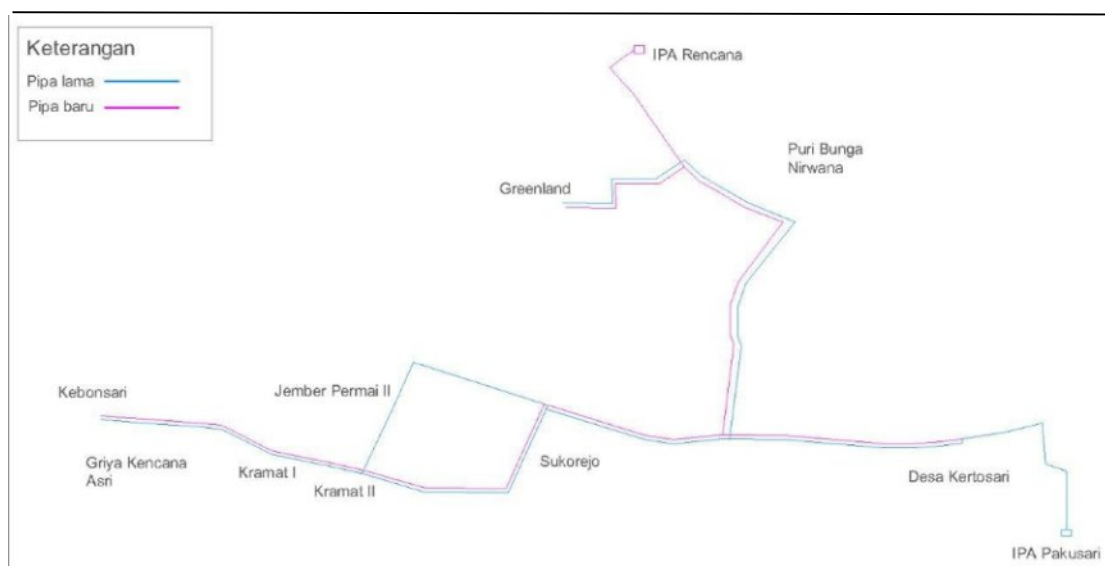 Keterangan
Pipa lama
Pipa baru
IPA Rencana
Puri Bunga
Nirwana
Greenland
Jember Permai II
Kebonsari
Griya Kencana
Asri
Kramat I
Kramat II
Sukorejo
Desa Kertosari
IPA Pakusari